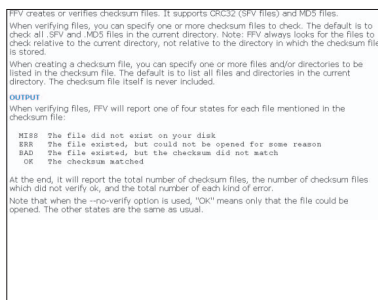 FFV creates or verifies checksum files. It supports CRC32 (SFV files) and MD5 files.
When verifying files, you can specify one or more checksum files to check. The default is to
check all .SFV and .MD5 files in the current directory. Note: FFV always looks for the files to
check relative to the current directory, not relative to the directory in which the checksum file
is stored.
When creating a checksum file, you can specify one or more files and/or directories to be
listed in the checksum file. The default is to list all files and directories in the current
directory. The checksum file itself is never included.
OUTPUT
When verifying files, FFV will report one of four states for each file mentioned in the
checksum file:
MISS The file did not exist on your disk
ERR The file existed, but could not be opened for some reason
BAD The file existed, but the checksum did not match
OK The checksum matched
At the end, it will report the total number of checksum files, the number of checksum files
which did not verify ok, and the total number of each kind of error.
Note that when the --no-verify option is used, "OK" means only that the file could be
opened. The other states are the same as usual.